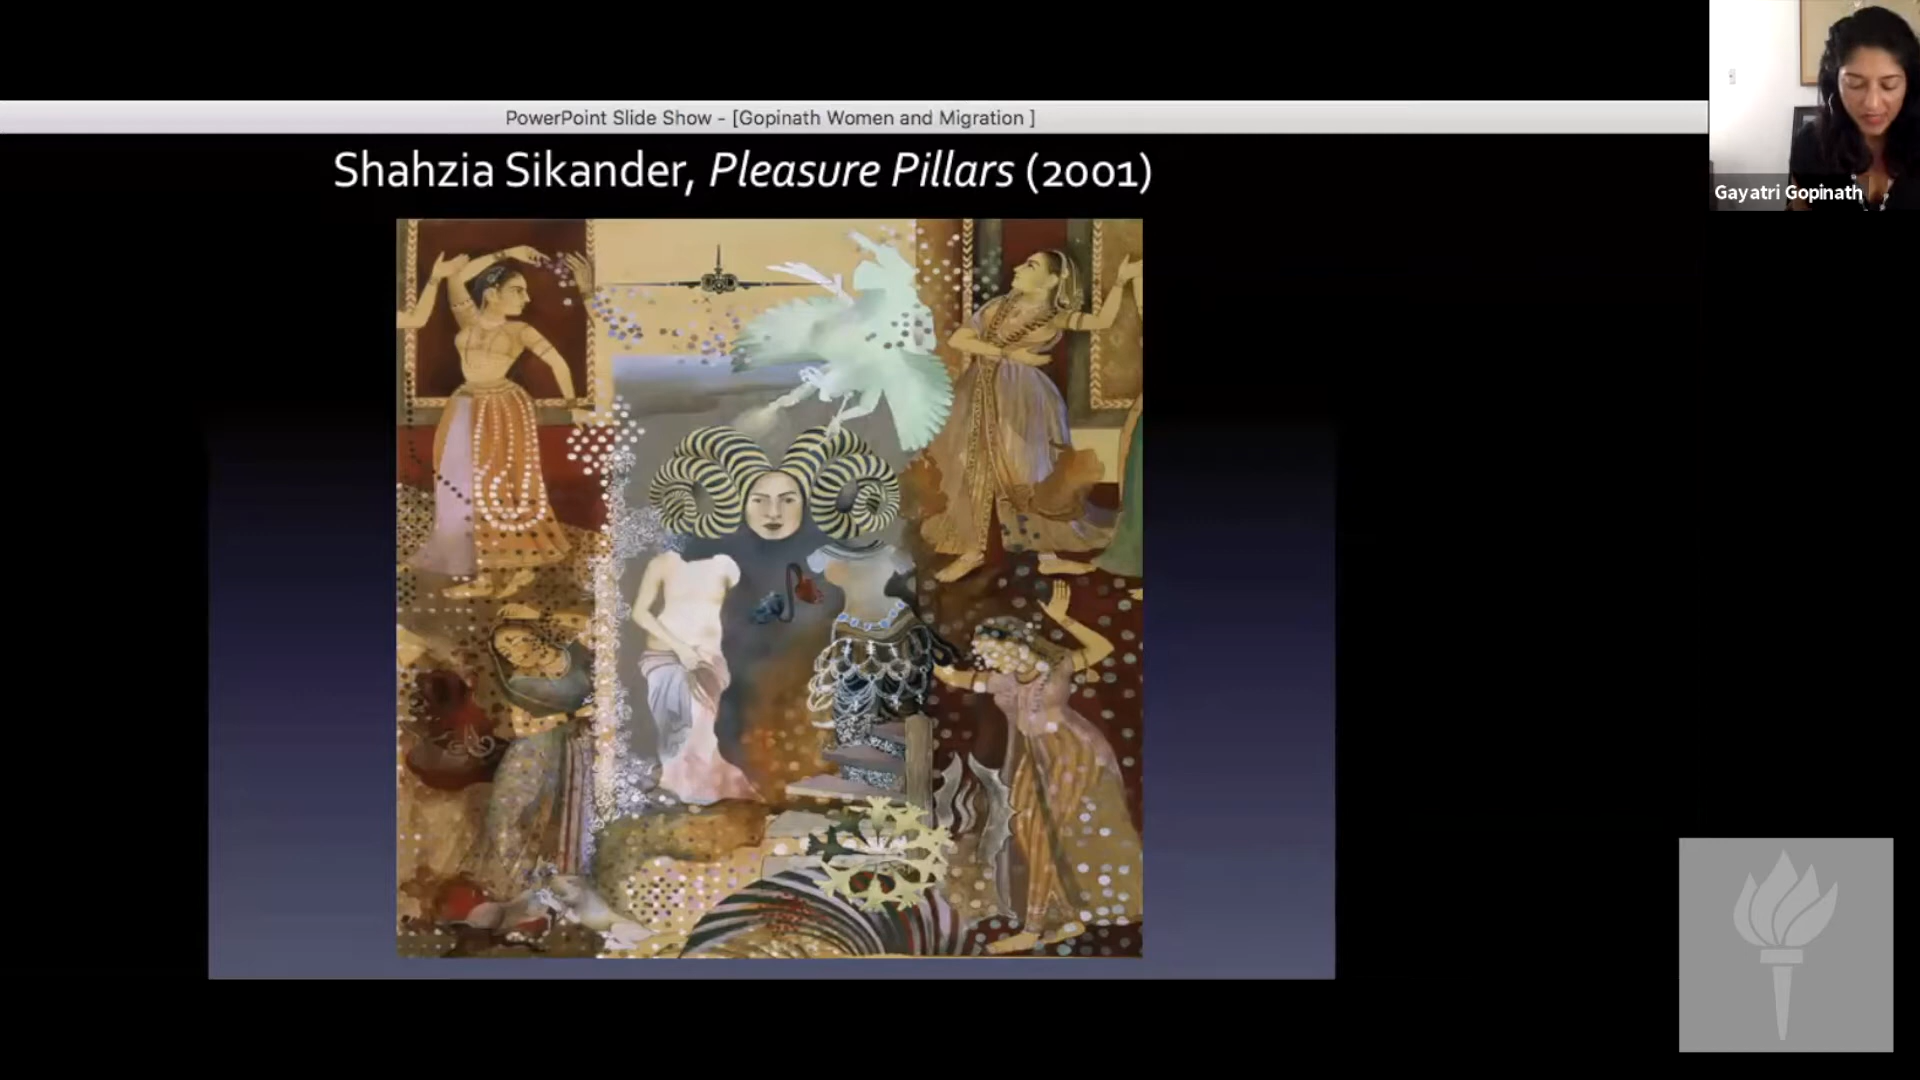 PowerPoint Slide Show - [Gopinath Women and Migration ]
Shahzia Sikander, Pleasure Pillars (2001)
Gayatri Gopinath